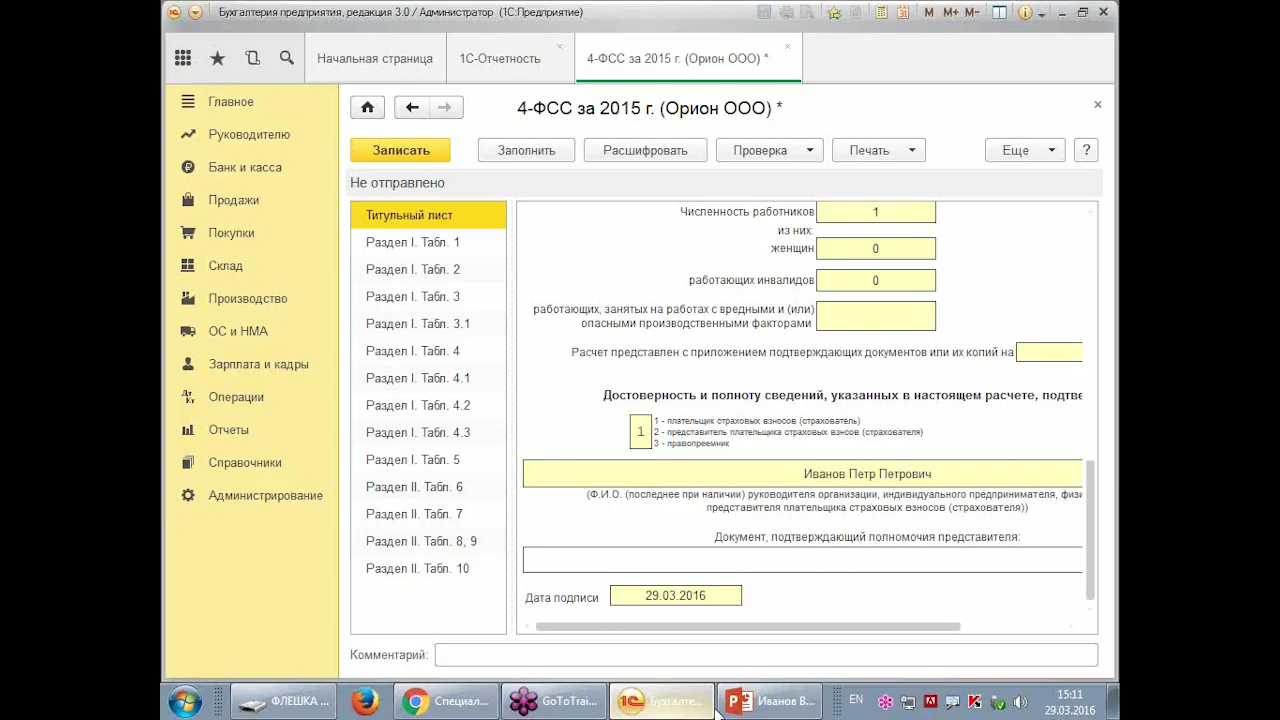 Бухгалтерия предприятия, редакция 3.0 / Администратор (1С:Предприятие)
M M+ M-
Начальная страница
1С-Отчетность
4-ФСС за 2015 г. (Орион ООО) *
Главное
Руководителю
Банк и касса
Продажи
Покупки
Склад
Производство
ОС и НМА
Зарплата и кадры
Операции
Отчеты
Справочники
Администрирование
4-ФСС за 2015 г. (Орион ООО) *
Записать
Заполнить
Расшифровать
Проверка
Печать
Еще
?
Не отправлено
Титульный лист
Раздел I. Табл. 1
Раздел I. Табл. 2
Раздел I. Табл. 3
Раздел I. Табл. 3.1
Раздел I. Табл. 4
Раздел I. Табл. 4.1
Раздел I. Табл. 4.2
Раздел I. Табл. 4.3
Раздел I. Табл. 5
Раздел II. Табл. 6
Раздел II. Табл. 7
Раздел II. Табл. 8, 9
Раздел II. Табл. 10
Численность работников 1
из них:
женщин 0
работающих инвалидов 0
работающих, занятых на работах с вредными и (или)
опасными производственными факторами
Расчет представлен с приложением подтверждающих документов или их копий на
Достоверность и полноту сведений, указанных в настоящем расчете, подтве
1
1 - плательщик страховых взносов (страхователь)
2 - представитель плательщика страховых взносов (страхователя)
3 - правопреемник
Иванов Петр Петрович
(Ф.И.О. (последнее при наличии) руководителя организации, индивидуального предпринимателя, физи
представителя плательщика страховых взносов (страхователя))
Документ, подтверждающий полномочия представителя:
Дата подписи 29.03.2016
Комментарий:
ФЛЕШКА ...
Специал...
GoToTrai...
Бухгалте...
Иванов В...
EN
15:11
29.03.2016